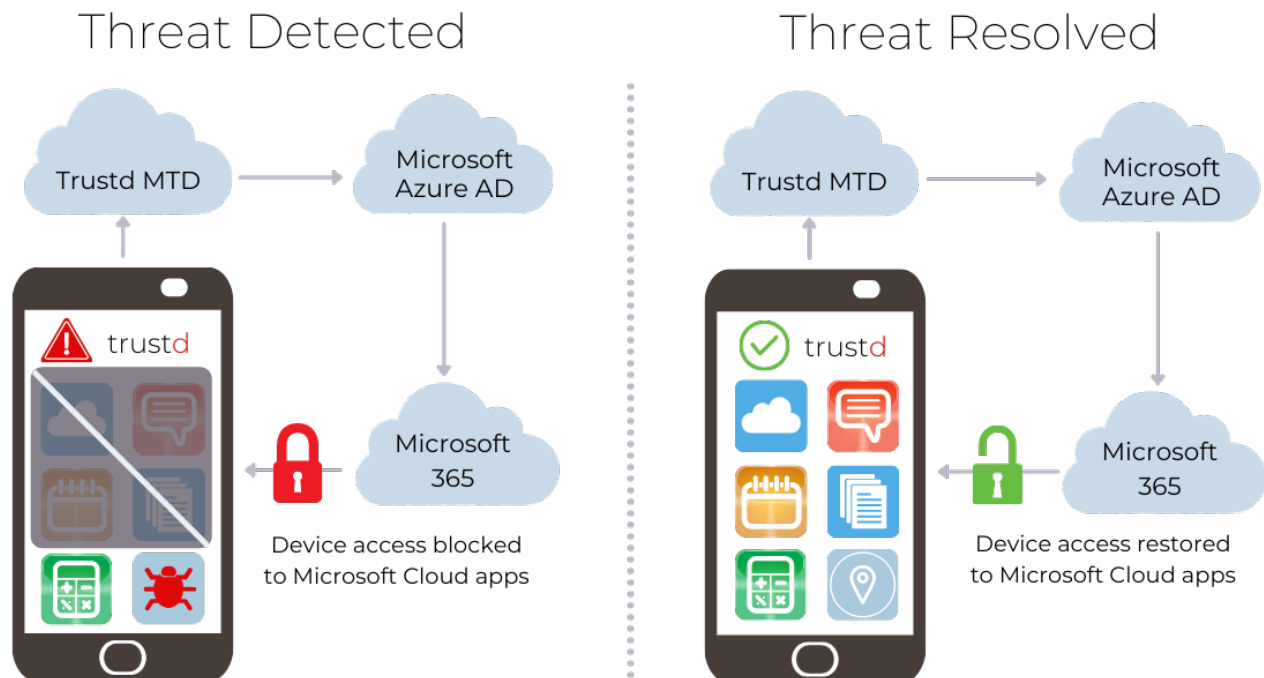 Threat Detected
Trustd MTD
Microsoft
Azure AD
trustd
Microsoft
365
Device access blocked
to Microsoft Cloud apps
Threat Resolved
Trustd MTD
Microsoft
Azure AD
trustd
Microsoft
365
Device access restored
to Microsoft Cloud apps